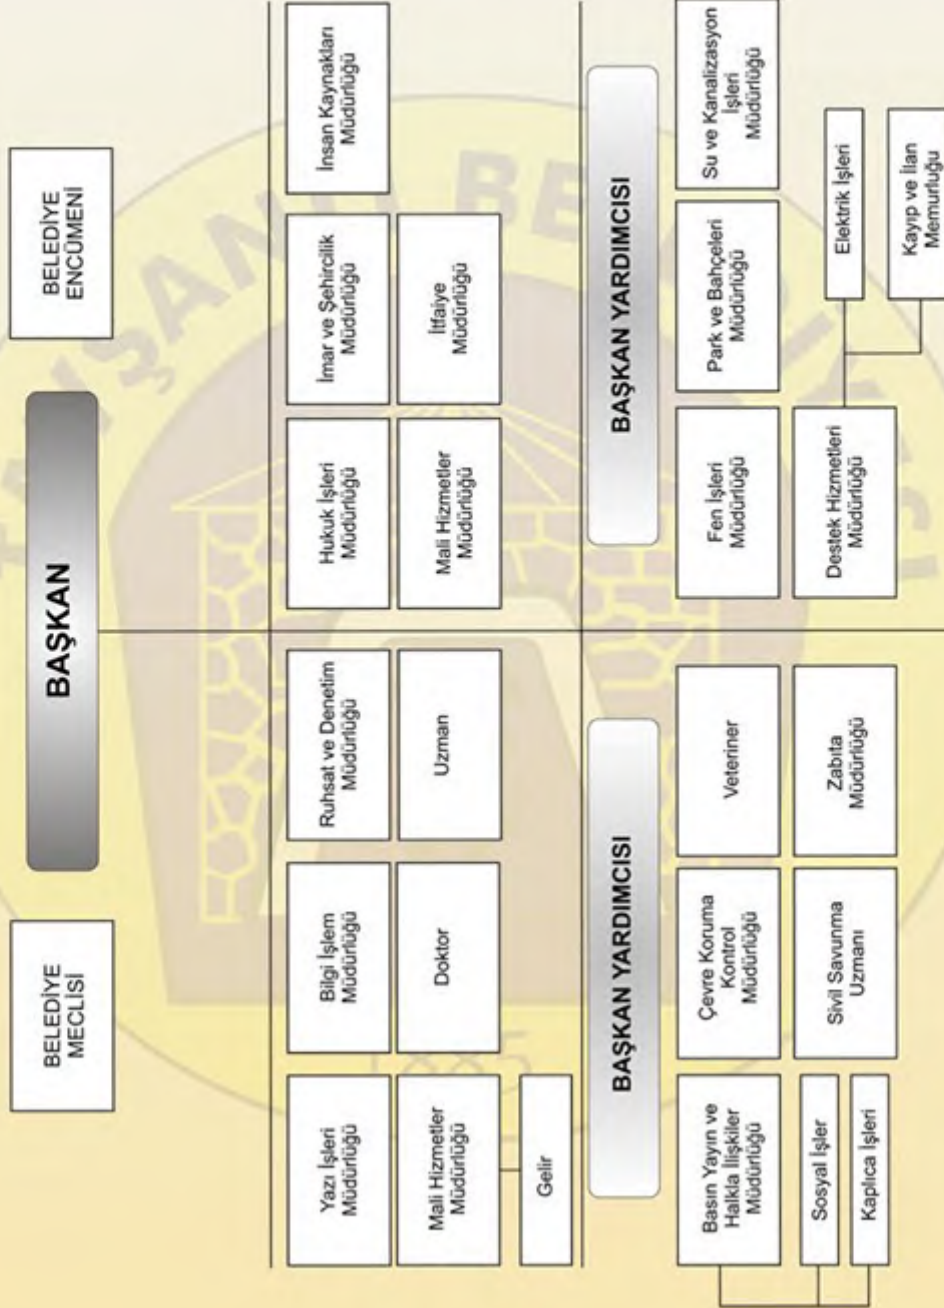 BELEDİYE
MECLİSİ
BAŞKAN
BELEDİYE
ENCÜMENİ
Yazı İşleri
Müdürlüğü
Bilgi İşlem
Müdürlüğü
Ruhsat ve Denetim
Müdürlüğü
Hukuk İşleri
Müdürlüğü
İmar ve Şehircilik
Müdürlüğü
İnsan Kaynakları
Müdürlüğü
Mali Hizmetler
Müdürlüğü
Doktor
Uzman
Mali Hizmetler
Müdürlüğü
İtfaiye
Müdürlüğü
Gelir
BAŞKAN YARDIMCISI
BAŞKAN YARDIMCISI
Basın Yayın ve
Halkla İlişkiler
Müdürlüğü
Çevre Koruma
Kontrol
Müdürlüğü
Veteriner
Fen İşleri
Müdürlüğü
Park ve Bahçeleri
Müdürlüğü
Su ve Kanalizasyon
İşleri
Müdürlüğü
Sosyal İşler
Kaplıca İşleri
Sivil Savunma
Uzmanı
Zabıta
Müdürlüğü
Destek Hizmetleri
Müdürlüğü
Elektrik İşleri
Kayıp ve İlan
Memurluğu
TAVŞANLI BELEDİYESİ
1885